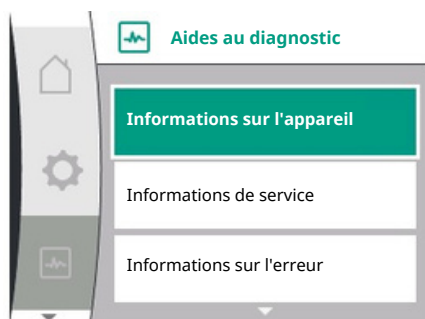 Aides au diagnostic
Informations sur l'appareil
Informations de service
Informations sur l'erreur